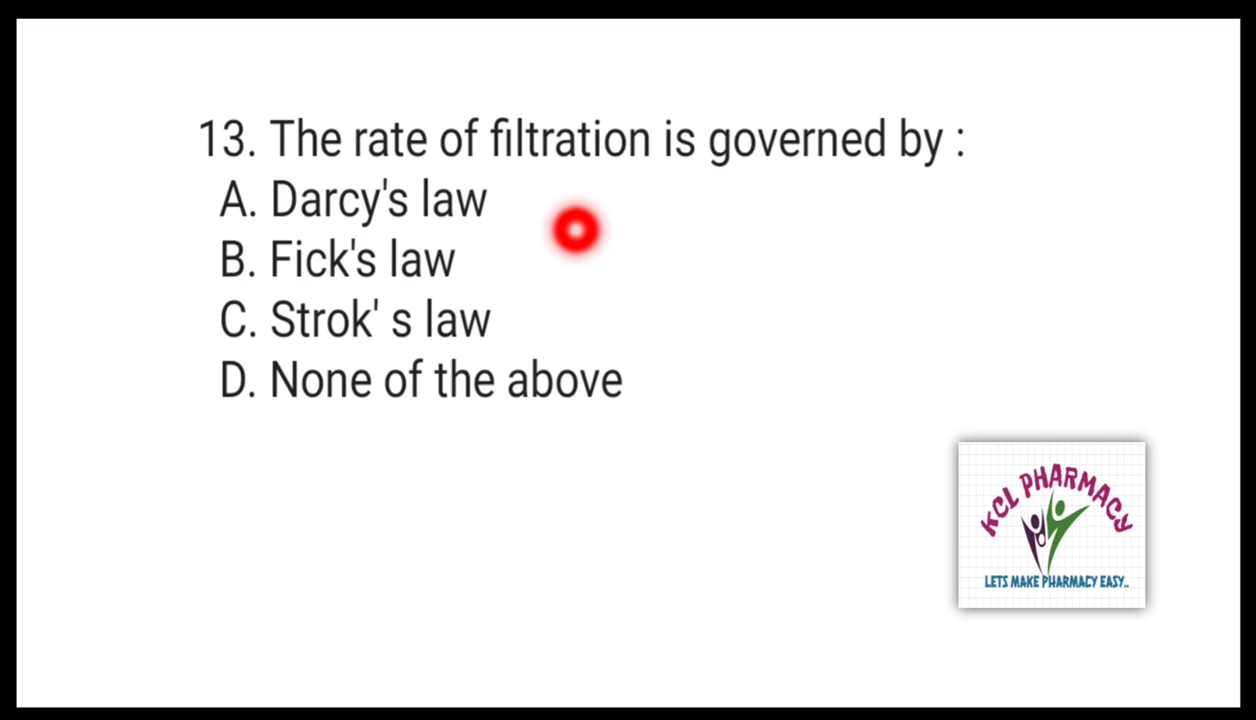 13. The rate of filtration is governed by :
A. Darcy's law
B. Fick's law
C. Strok' s law
D. None of the above
KCL PHARMACY
LETS MAKE PHARMACY EASY..